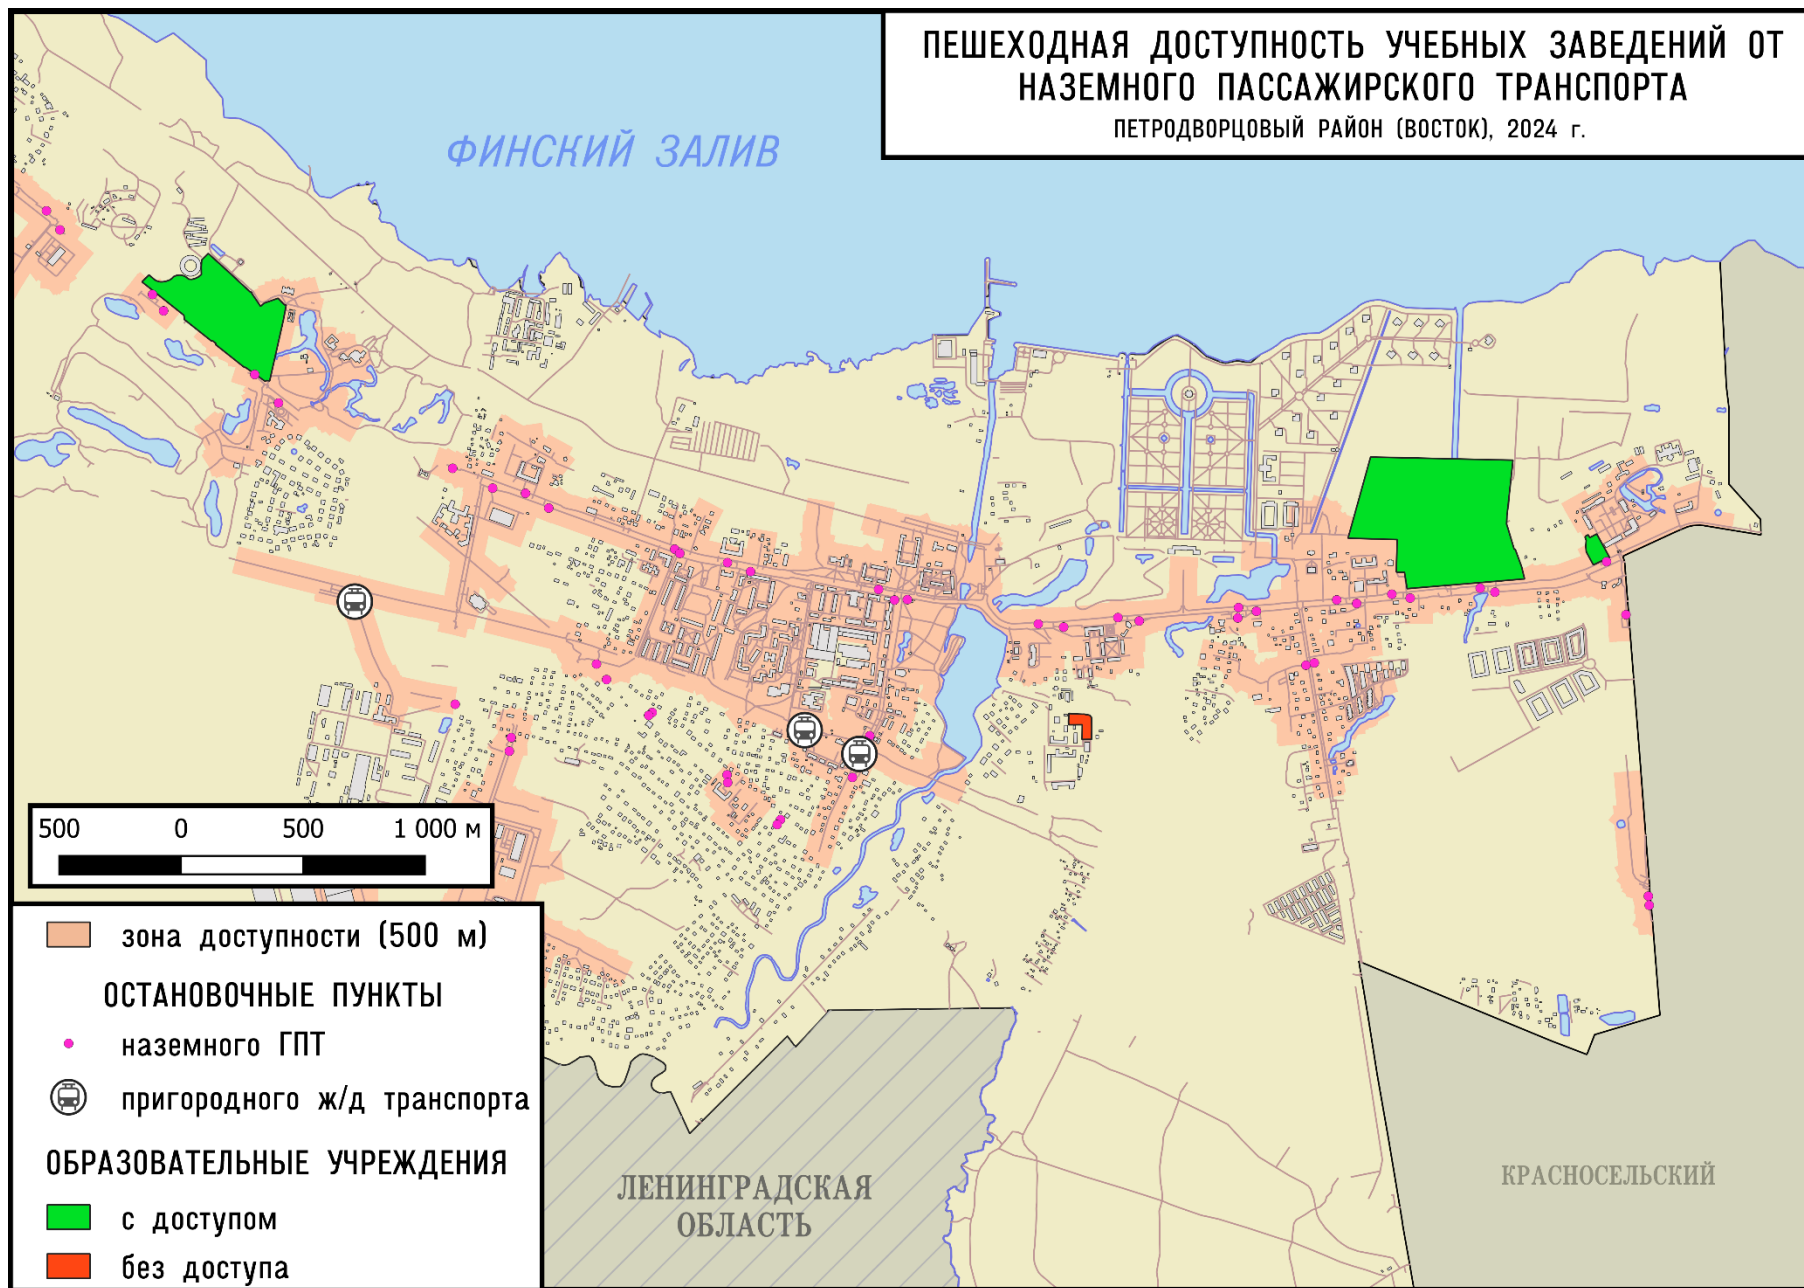 ПЕШЕХОДНАЯ ДОСТУПНОСТЬ УЧЕБНЫХ ЗАВЕДЕНИЙ ОТ
НАЗЕМНОГО ПАССАЖИРСКОГО ТРАНСПОРТА
ПЕТРОДВОРЦОВЫЙ РАЙОН (ВОСТОК), 2024 г.
ФИНСКИЙ ЗАЛИВ
500 0 500 1 000 м
зона доступности (500 м)
ОСТАНОВОЧНЫЕ ПУНКТЫ
наземного ГПТ
пригородного ж/д транспорта
ОБРАЗОВАТЕЛЬНЫЕ УЧРЕЖДЕНИЯ
с доступом
без доступа
ЛЕНИНГРАДСКАЯ
ОБЛАСТЬ
КРАСНОСЕЛЬСКИЙ